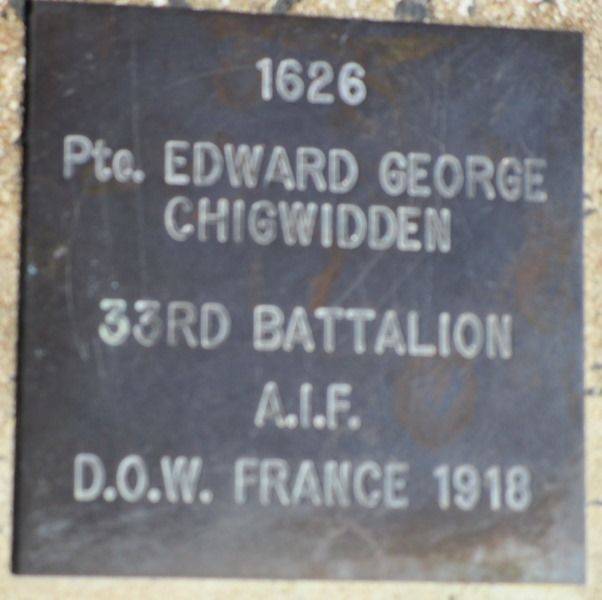 1626
Pte. EDWARD GEORGE
CHIGWIDDEN
33RD BATTALION
A.I.F.
D.O.W. FRANCE 1918